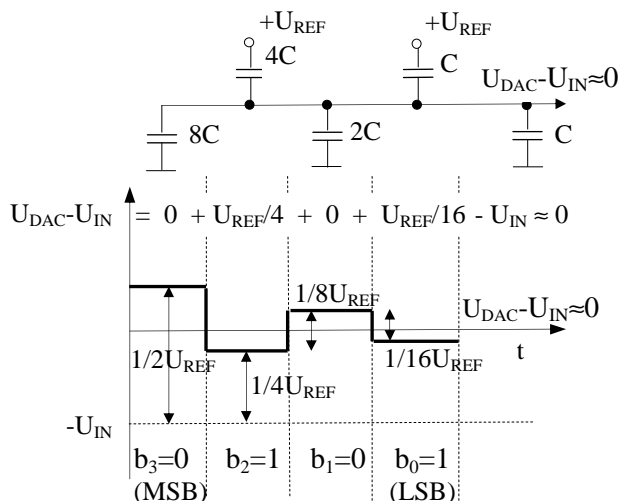 +U_REF +U_REF
4C C
U_DAC-U_IN≈0
8C 2C C
U_DAC-U_IN = 0 + U_REF/4 + 0 + U_REF/16 - U_IN ≈ 0
1/8U_REF
U_DAC-U_IN≈0
t
1/2U_REF
1/16U_REF
1/4U_REF
-U_IN
b_3=0 b_2=1 b_1=0 b_0=1
(MSB) (LSB)